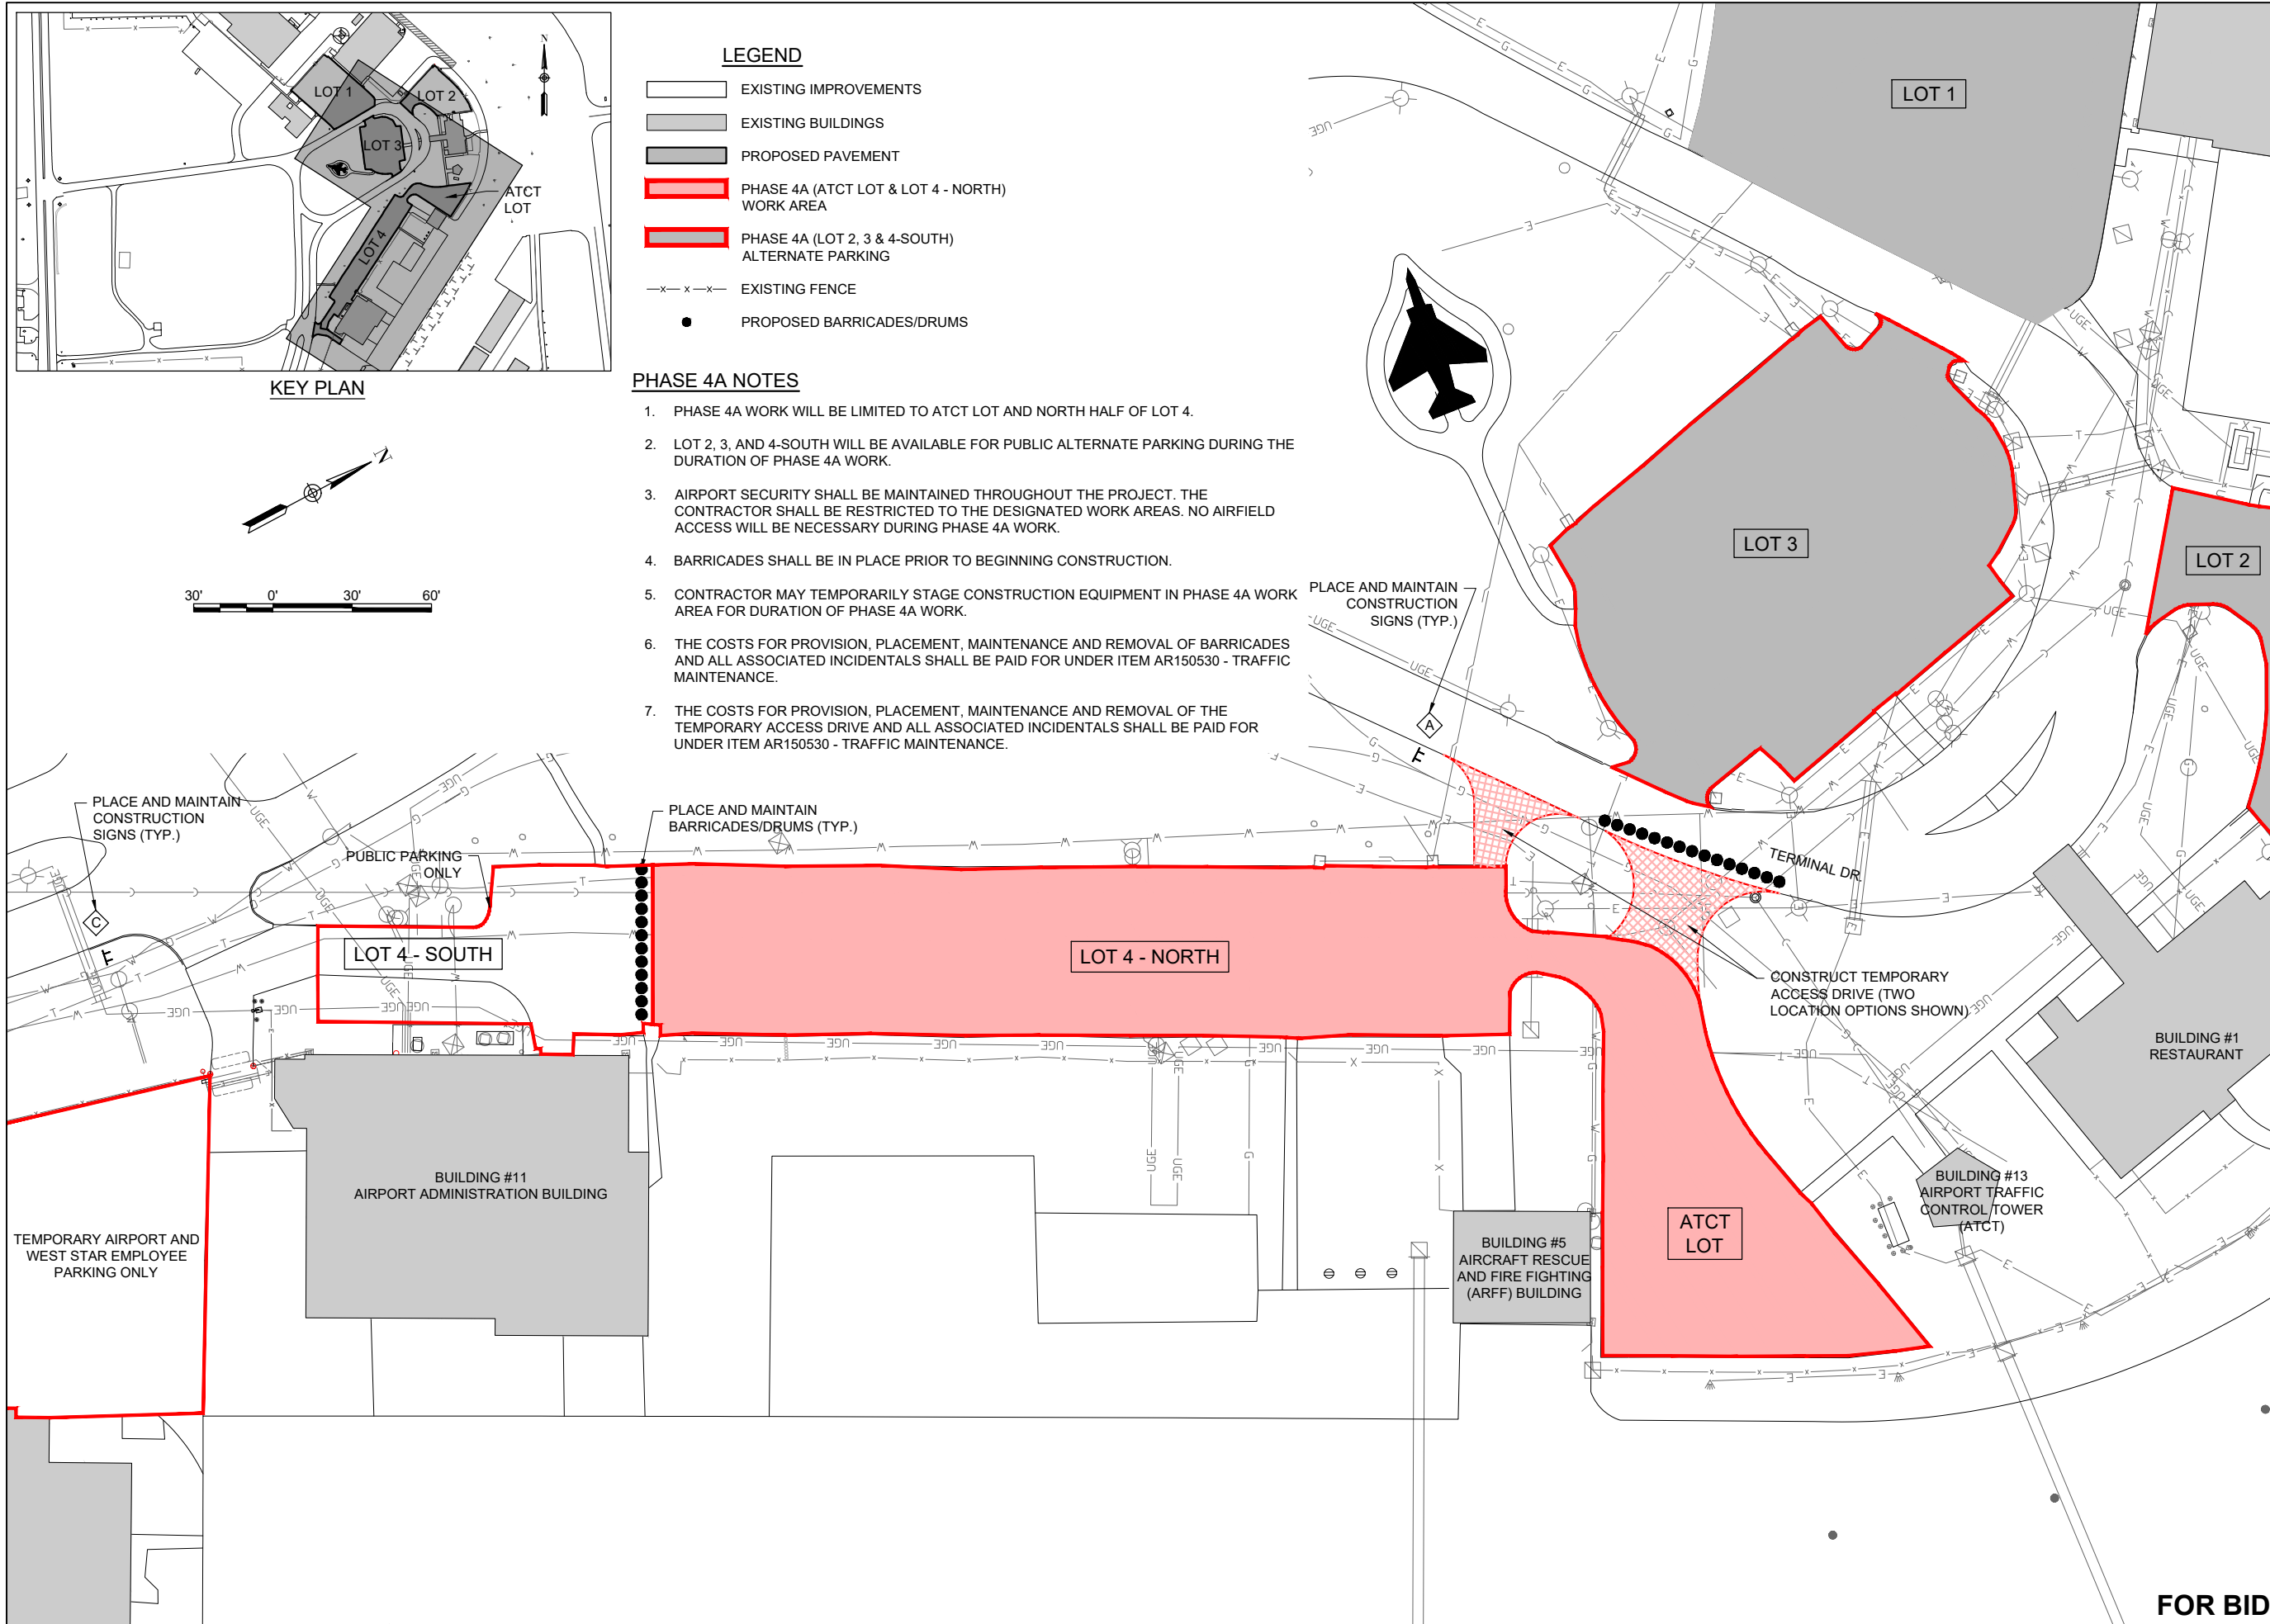 LOT 1
LOT 2
LOT 3
LOT 4
ATCT
LOT
N
KEY PLAN
N
30' 0' 30' 60'
LEGEND
EXISTING IMPROVEMENTS
EXISTING BUILDINGS
PROPOSED PAVEMENT
PHASE 4A (ATCT LOT & LOT 4 - NORTH)
WORK AREA
PHASE 4A (LOT 2, 3 & 4-SOUTH)
ALTERNATE PARKING
EXISTING FENCE
PROPOSED BARRICADES/DRUMS
PHASE 4A NOTES
1. PHASE 4A WORK WILL BE LIMITED TO ATCT LOT AND NORTH HALF OF LOT 4.
2. LOT 2, 3, AND 4-SOUTH WILL BE AVAILABLE FOR PUBLIC ALTERNATE PARKING DURING THE
DURATION OF PHASE 4A WORK.
3. AIRPORT SECURITY SHALL BE MAINTAINED THROUGHOUT THE PROJECT. THE
CONTRACTOR SHALL BE RESTRICTED TO THE DESIGNATED WORK AREAS. NO AIRFIELD
ACCESS WILL BE NECESSARY DURING PHASE 4A WORK.
4. BARRICADES SHALL BE IN PLACE PRIOR TO BEGINNING CONSTRUCTION.
5. CONTRACTOR MAY TEMPORARILY STAGE CONSTRUCTION EQUIPMENT IN PHASE 4A WORK
AREA FOR DURATION OF PHASE 4A WORK.
6. THE COSTS FOR PROVISION, PLACEMENT, MAINTENANCE AND REMOVAL OF BARRICADES
AND ALL ASSOCIATED INCIDENTALS SHALL BE PAID FOR UNDER ITEM AR150530 - TRAFFIC
MAINTENANCE.
7. THE COSTS FOR PROVISION, PLACEMENT, MAINTENANCE AND REMOVAL OF THE
TEMPORARY ACCESS DRIVE AND ALL ASSOCIATED INCIDENTALS SHALL BE PAID FOR
UNDER ITEM AR150530 - TRAFFIC MAINTENANCE.
LOT 1
LOT 3
LOT 2
PLACE AND MAINTAIN
CONSTRUCTION
SIGNS (TYP.)
A
PLACE AND MAINTAIN
CONSTRUCTION
SIGNS (TYP.)
C
PUBLIC PARKING
ONLY
PLACE AND MAINTAIN
BARRICADES/DRUMS (TYP.)
TERMINAL DR.
LOT 4 - SOUTH
LOT 4 - NORTH
CONSTRUCT TEMPORARY
ACCESS DRIVE (TWO
LOCATION OPTIONS SHOWN)
BUILDING #1
RESTAURANT
BUILDING #11
AIRPORT ADMINISTRATION BUILDING
BUILDING #13
AIRPORT TRAFFIC
CONTROL TOWER
(ATCT)
TEMPORARY AIRPORT AND
WEST STAR EMPLOYEE
PARKING ONLY
BUILDING #5
AIRCRAFT RESCUE
AND FIRE FIGHTING
(ARFF) BUILDING
ATCT
LOT
FOR BID